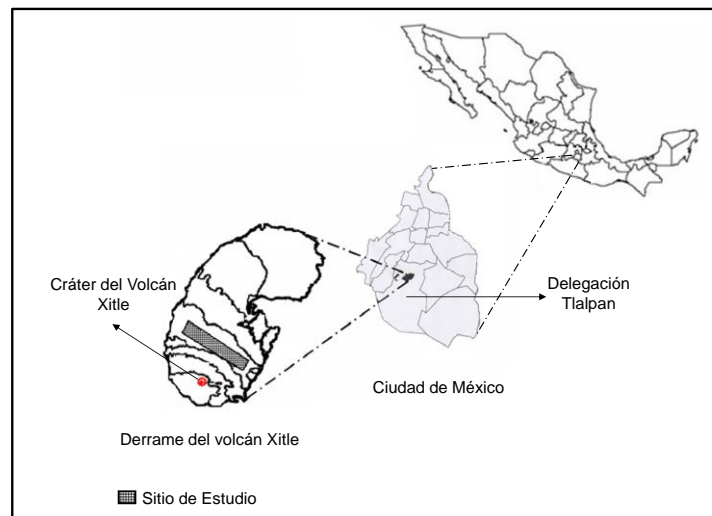 Cráter del Volcán
Xitle
Delegación
Tlalpan
Ciudad de México
Derrame del volcán Xitle
Sitio de Estudio